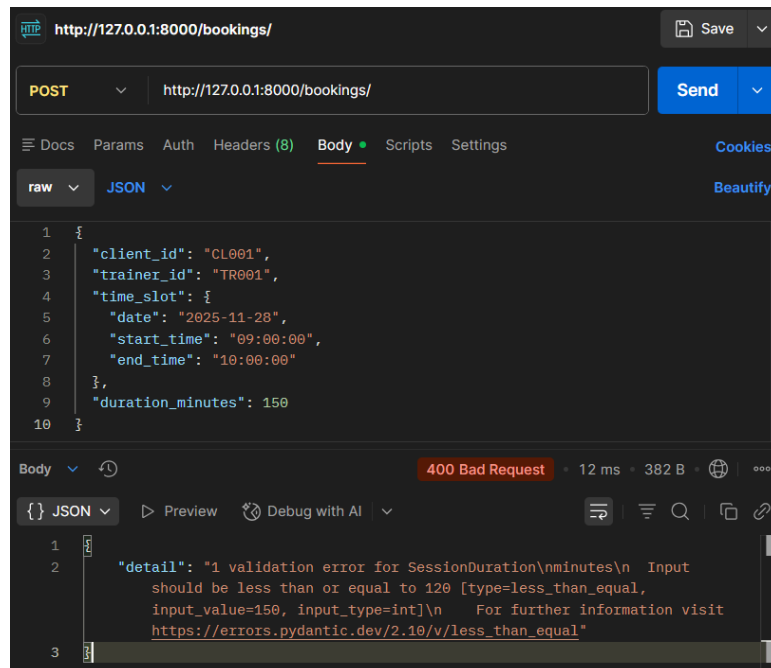 HTTP http://127.0.0.1:8000/bookings/ Save
POST http://127.0.0.1:8000/bookings/ Send
Docs Params Auth Headers (8) Body Scripts Settings Cookies
raw JSON Beautify
1 {
2 "client_id": "CL001",
3 "trainer_id": "TR001",
4 "time_slot": {
5 "date": "2025-11-28",
6 "start_time": "09:00:00",
7 "end_time": "10:00:00"
8 },
9 "duration_minutes": 150
10 }
Body 400 Bad Request 12 ms 382 B
{} JSON Preview Debug with AI
1 {
2 "detail": "1 validation error for SessionDuration\nminutes\n  Input
should be less than or equal to 120 [type=less_than_equal,
input_value=150, input_type=int]\n    For further information visit
https://errors.pydantic.dev/2.10/v/less_than_equal"
3 }